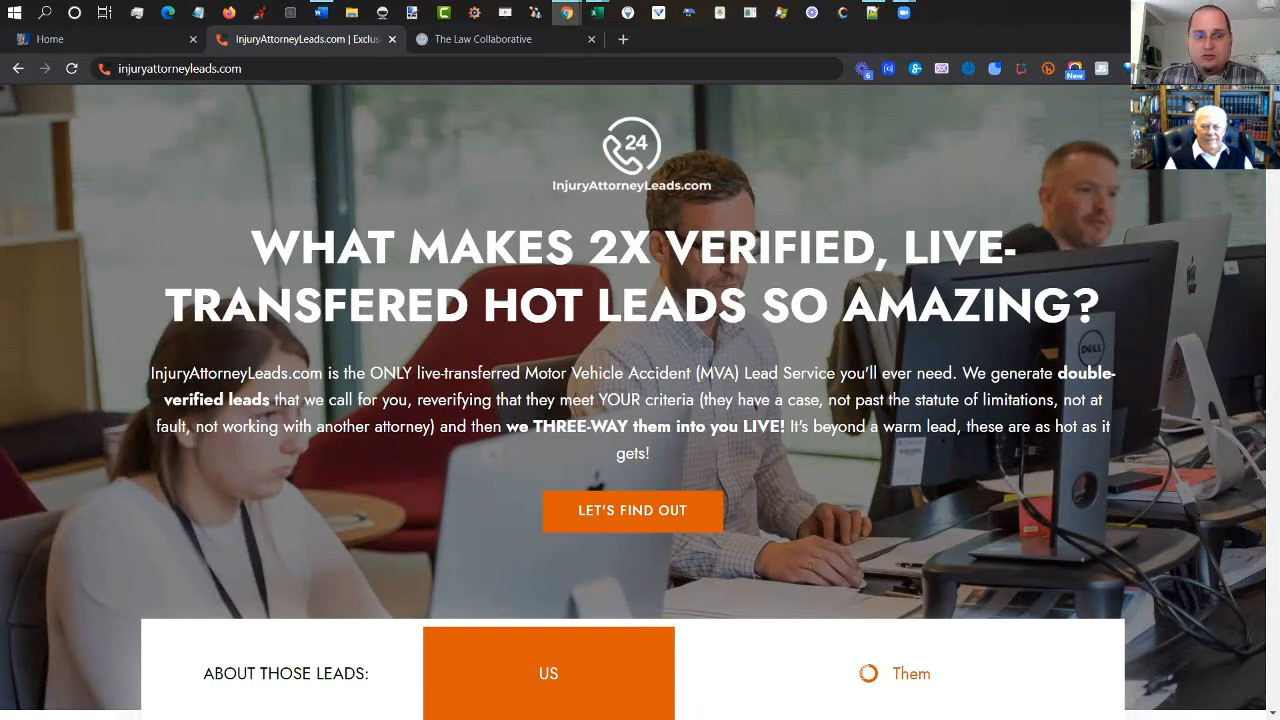 Home
InjuryAttorneyLeads.com | Exclus
The Law Coll
injuryattorneyleads.com
6
New
24
InjuryAttorneyLeads.com
WHAT MAKES 2X VERIFIED, LIVE-
TRANSFERED HOT LEADS SO AMAZING?
InjuryAttorneyLeads.com is the ONLY live-transferred Motor Vehicle Accident (MVA) Lead Service you'll ever need. We generate double-
verified leads that we call for you, reverifying that they meet YOUR criteria (they have a case, not past the statute of limitations, not at
fault, not working with another attorney) and then we THREE-WAY them into you LIVE! It's beyond a warm lead, these are as hot as it
gets!
DELL
LET'S FIND OUT
ABOUT THOSE LEADS:
US
Them